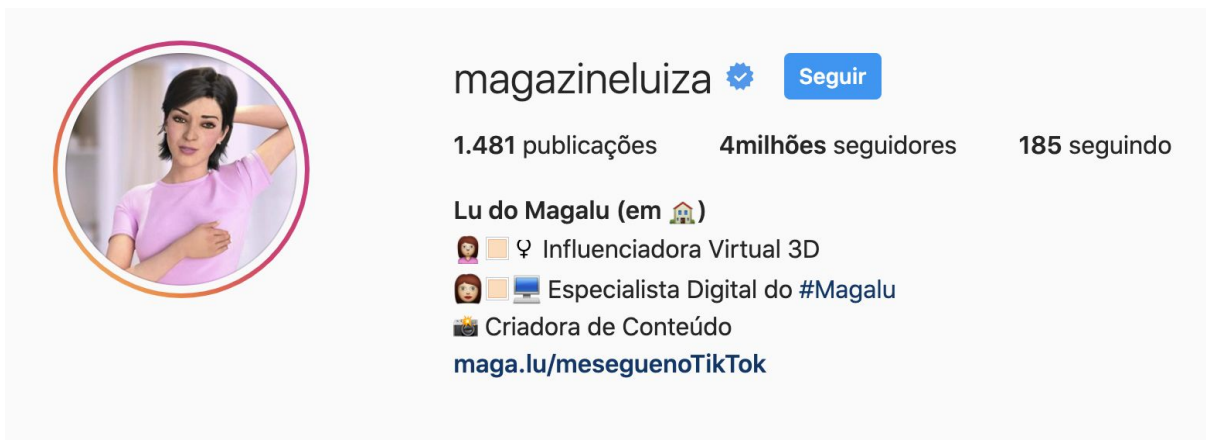 magazineluiza Seguir
1.481 publicações 4milhões seguidores 185 seguindo
Lu do Magalu (em 🏠)
Influenciadora Virtual 3D
Especialista Digital do #Magalu
Criadora de Conteúdo
maga.lu/meseguenoTikTok